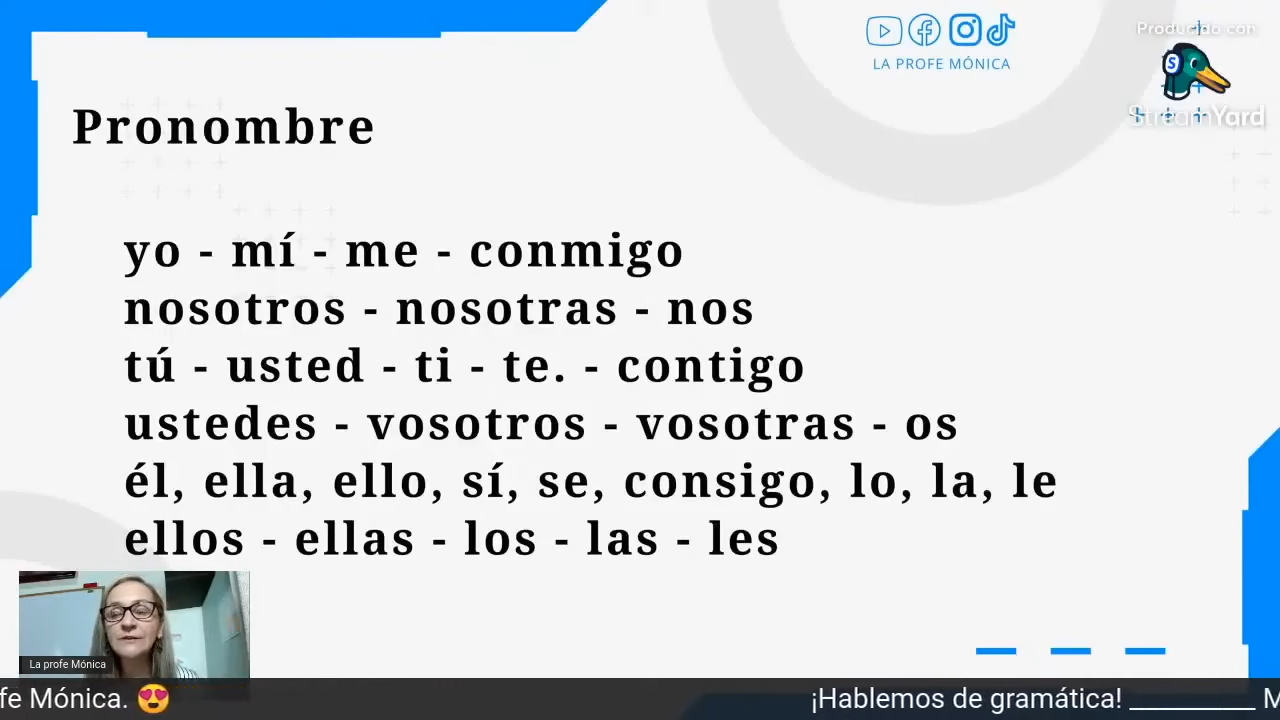 LA PROFE MÓNICA
Producido con
StreamYard
Pronombre
yo - mí - me - conmigo
nosotros - nosotras - nos
tú - usted - ti - te. - contigo
ustedes - vosotros - vosotras - os
él, ella, ello, sí, se, consigo, lo, la, le
ellos - ellas - los - las - les
La profe Mónica
fe Mónica. 😍 ¡Hablemos de gramática! _________ M